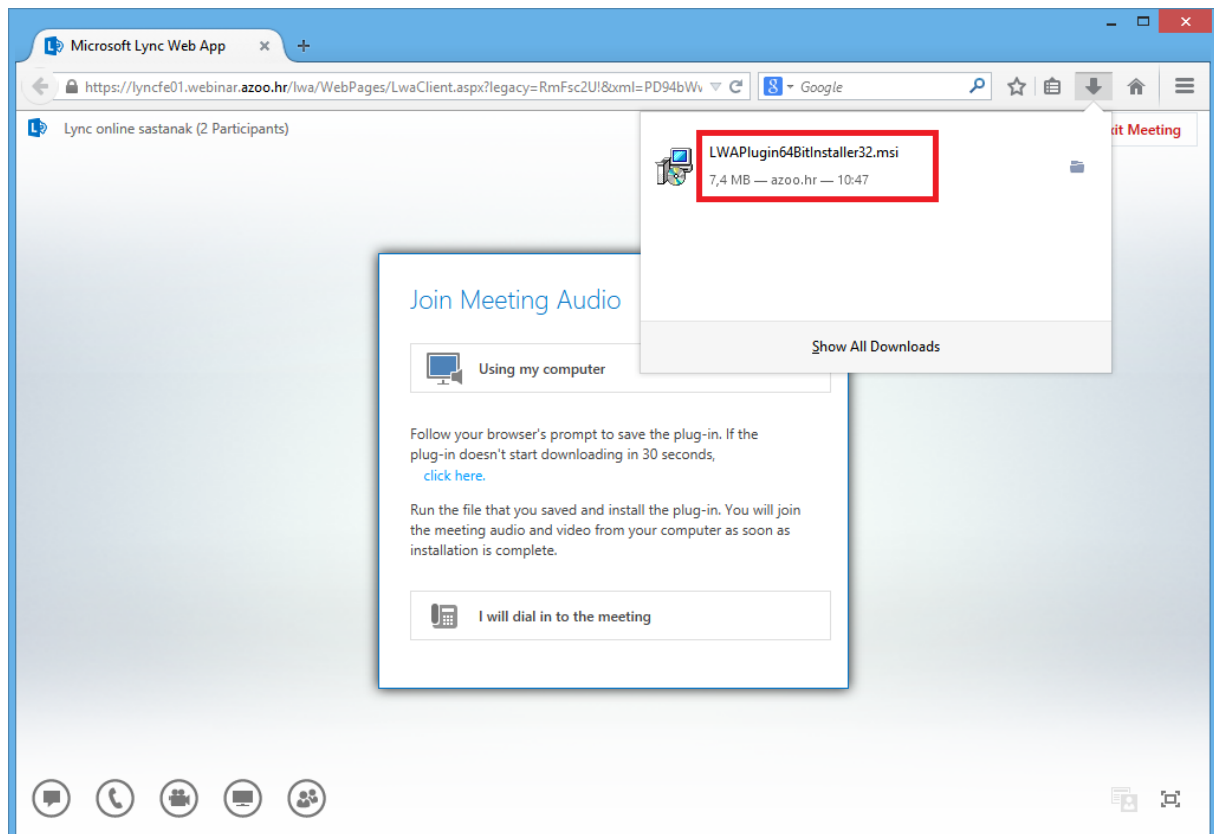 Microsoft Lync Web App
https://lyncfe01.webinar.azoo.hr/lwa/WebPages/LwaClient.aspx?legacy=RmFsc2U!&xml=PD94bWv
Google
Lync online sastanak (2 Participants)
xit Meeting
LWAPlugin64BitInstaller32.msi
7,4 MB — azoo.hr — 10:47
Show All Downloads
Join Meeting Audio
Using my computer
Follow your browser's prompt to save the plug-in. If the
plug-in doesn't start downloading in 30 seconds,
click here.
Run the file that you saved and install the plug-in. You will join
the meeting audio and video from your computer as soon as
installation is complete.
I will dial in to the meeting